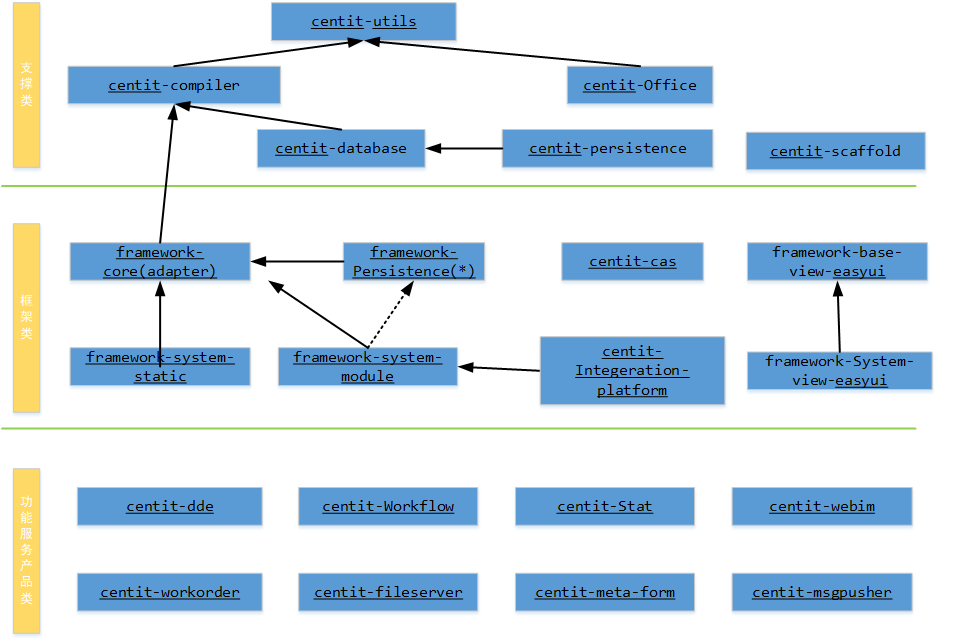 支撑类
centit-utils
centit-compiler
centit-Office
centit-database
centit-persistence
centit-scaffold
框架类
framework-
core(adapter)
framework-
Persistence(*)
centit-cas
framework-base-
view-easyui
framework-system-
static
framework-system-
module
centit-
Integeration-
platform
framework-System-
view-easyui
功能服务产品类
centit-dde
centit-Workflow
centit-Stat
centit-webim
centit-workorder
centit-fileserver
centit-meta-form
centit-msgpusher